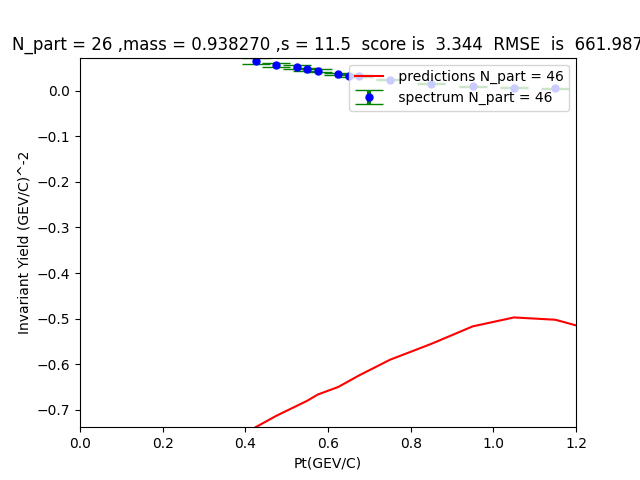 N_part = 26 ,mass = 0.938270 ,s = 11.5  score is  3.344  RMSE  is  661.987
predictions N_part = 46
spectrum N_part = 46
Invariant Yield (GEV/C)^-2
0.0
−0.1
−0.2
−0.3
−0.4
−0.5
−0.6
−0.7
0.0 0.2 0.4 0.6 0.8 1.0 1.2
Pt(GEV/C)